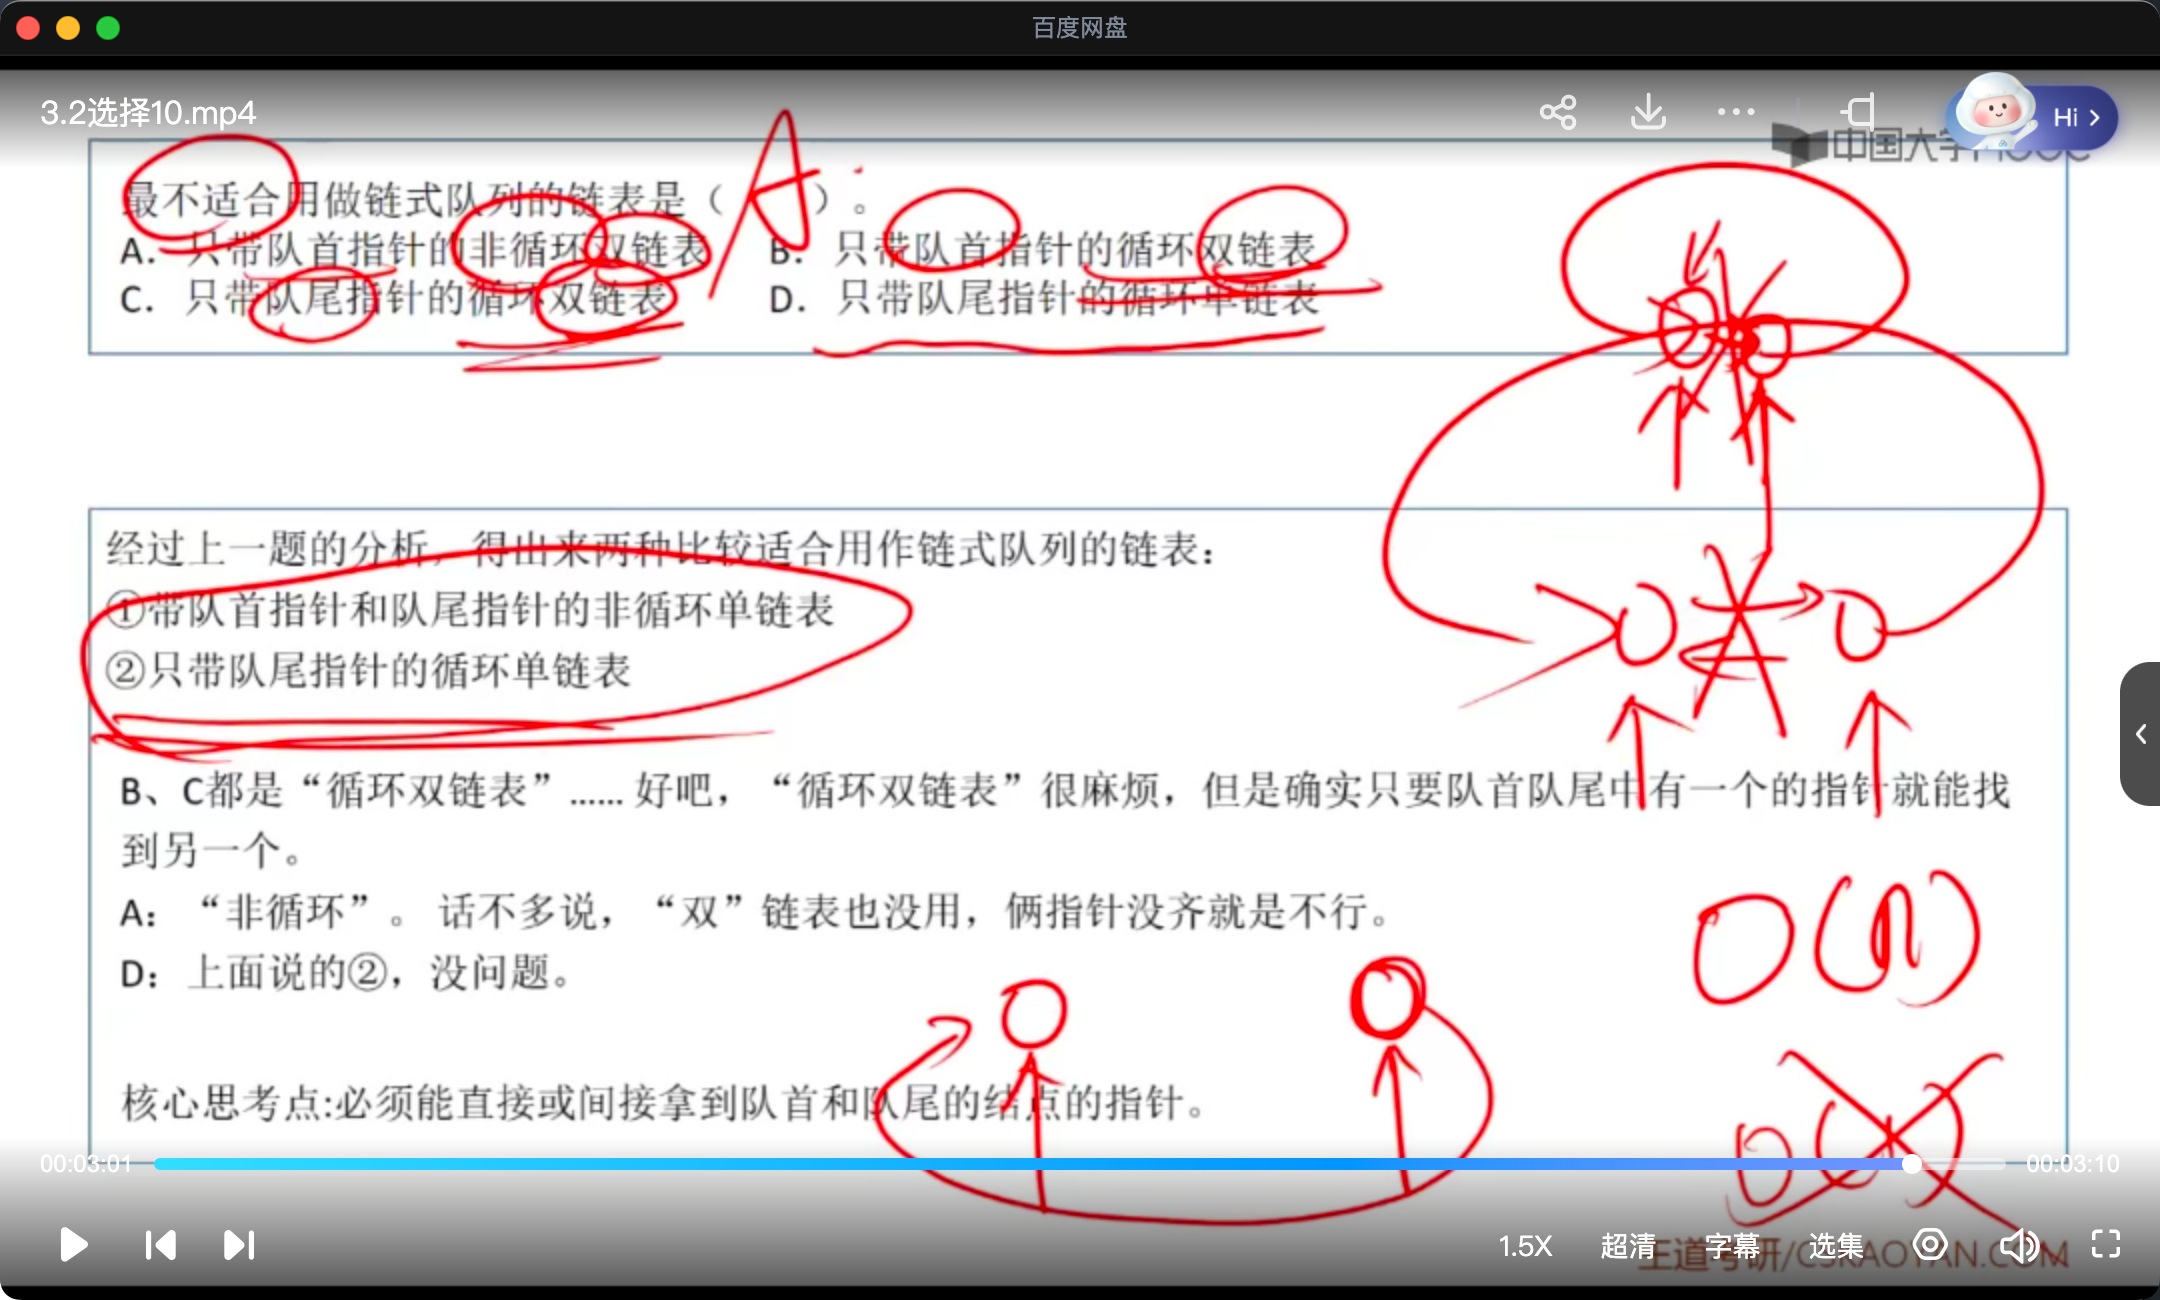 百度网盘
3.2选择10.mp4
Hi
中国大学MOOC
最不适合用做链式队列的链表是（ A ）。
A. 只带队首指针的非循环双链表 B. 只带队首指针的循环双链表
C. 只带队尾指针的循环双链表 D. 只带队尾指针的循环单链表
经过上一题的分析，得出来两种比较适合用作链式队列的链表：
①带队首指针和队尾指针的非循环单链表
②只带队尾指针的循环单链表
B、C都是“循环双链表”...... 好吧，“循环双链表”很麻烦，但是确实只要队首队尾中有一个的指针就能找
到另一个。
A：“非循环”。 话不多说，“双”链表也没用，俩指针没齐就是不行。
D：上面说的②，没问题。
O(n)
核心思考点:必须能直接或间接拿到队首和队尾的结点的指针。
00:03:01
00:03:10
1.5X 超清 字幕 选集
王道考研/CSKAOYAN.COM